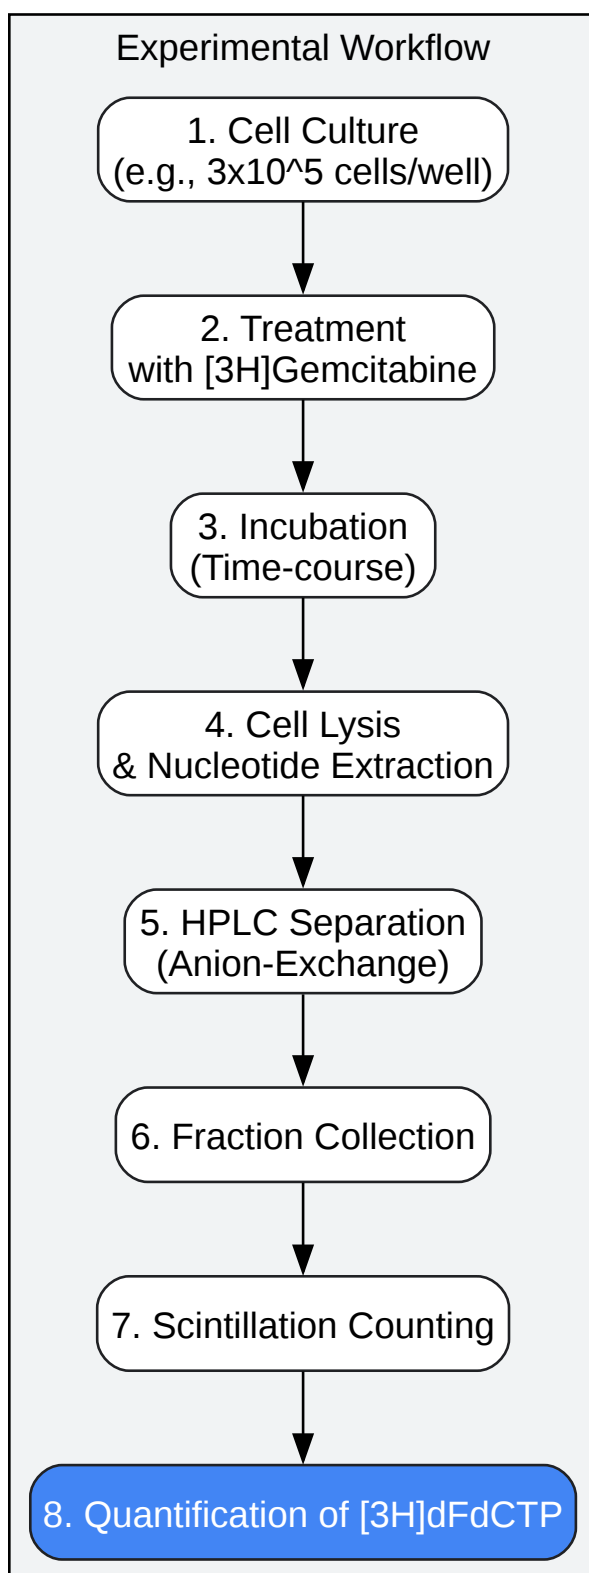 Experimental Workflow
1. Cell Culture
(e.g., 3x10^5 cells/well)
2. Treatment
with [3H]Gemcitabine
3. Incubation
(Time-course)
4. Cell Lysis
& Nucleotide Extraction
5. HPLC Separation
(Anion-Exchange)
6. Fraction Collection
7. Scintillation Counting
8. Quantification of [3H]dFdCTP